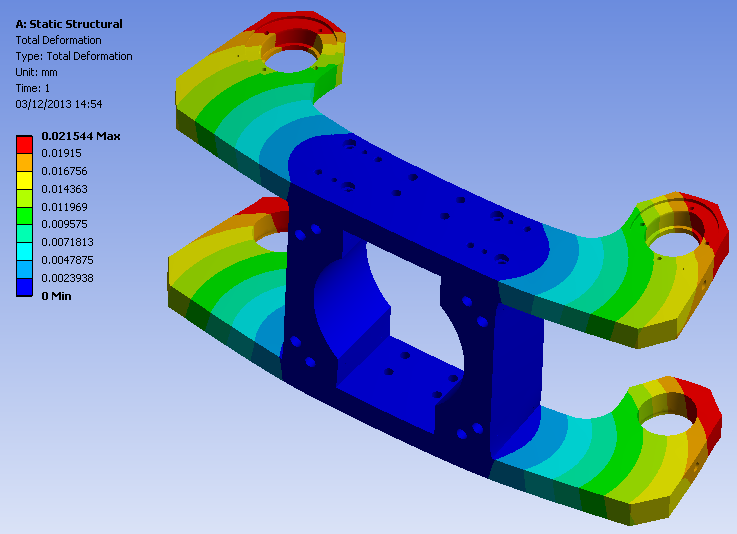 A: Static Structural
Total Deformation
Type: Total Deformation
Unit: mm
Time: 1
03/12/2013 14:54
0.021544 Max
0.01915
0.016756
0.014363
0.011969
0.009575
0.0071813
0.0047875
0.0023938
0 Min